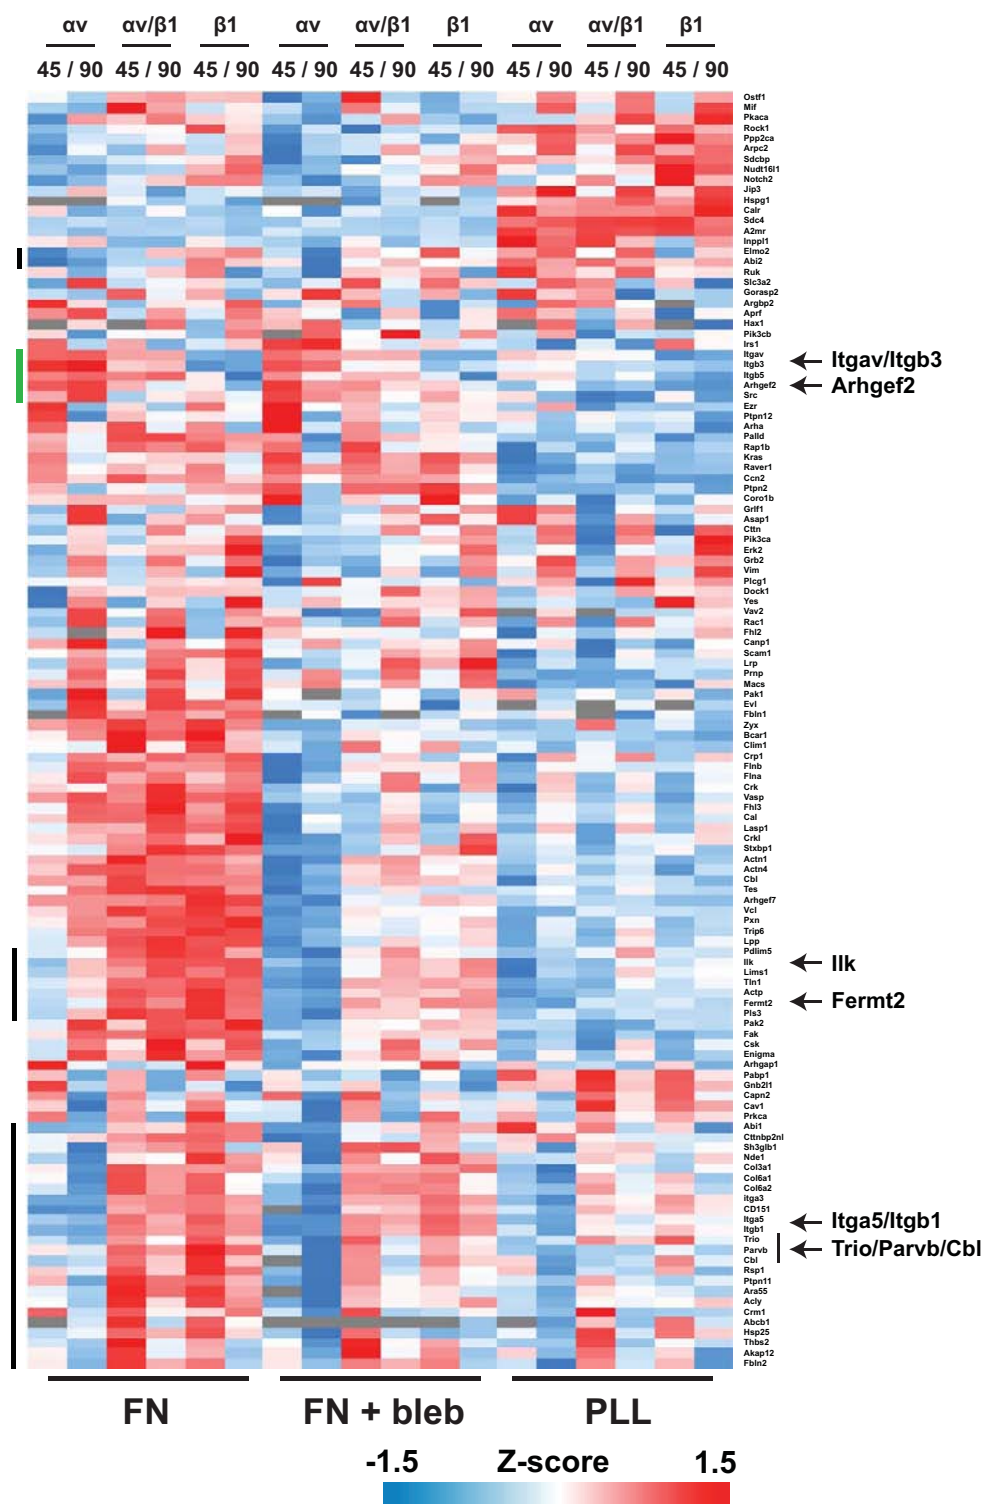 αv αv/β1 β1 αv αv/β1 β1 αv αv/β1 β1
45 / 90 45 / 90 45 / 90 45 / 90 45 / 90 45 / 90 45 / 90 45 / 90 45 / 90
Ostf1
Mif
Pkaca
Rock1
Ppp2ca
Arpc2
Sdcbp
Nudt16l1
Notch2
Jip3
Hspg1
Calr
Sdc4
A2mr
Inppl1
Elmo2
Abi2
Ruk
Slc3a2
Gorasp2
Argbp2
Aprf
Hax1
Pik3cb
Irs1
Itgav
Itgb3
Itgav/Itgb3
Itgb5
Arhgef2
Arhgef2
Src
Ezr
Ptpn12
Arha
Palld
Rap1b
Kras
Raver1
Ccn2
Ptpn2
Coro1b
Grlf1
Asap1
Cttn
Pik3ca
Erk2
Grb2
Vim
Plcg1
Dock1
Yes
Vav2
Rac1
Fhl2
Canp1
Scam1
Lrp
Prnp
Macs
Pak1
Evl
Fbln1
Zyx
Bcar1
Clim1
Crp1
Flnb
Flna
Crk
Vasp
Fhl3
Cal
Lasp1
Crkl
Stxbp1
Actn1
Actn4
Cbl
Tes
Arhgef7
Vcl
Pxn
Trip6
Lpp
Pdlim5
Ilk
Ilk
Lims1
Tln1
Actp
Fermt2
Fermt2
Pls3
Pak2
Fak
Csk
Enigma
Arhgap1
Pabp1
Gnb2l1
Capn2
Cav1
Prkca
Abi1
Cttnbp2nl
Sh3glb1
Nde1
Col3a1
Col6a1
Col6a2
itga3
CD151
Itga5
Itga5/Itgb1
Itgb1
Trio
Parvb
Trio/Parvb/Cbl
Cbl
Rsp1
Ptpn11
Ara55
Acly
Crm1
Abcb1
Hsp25
Thbs2
Akap12
Fbln2
FN FN + bleb PLL
-1.5 Z-score 1.5